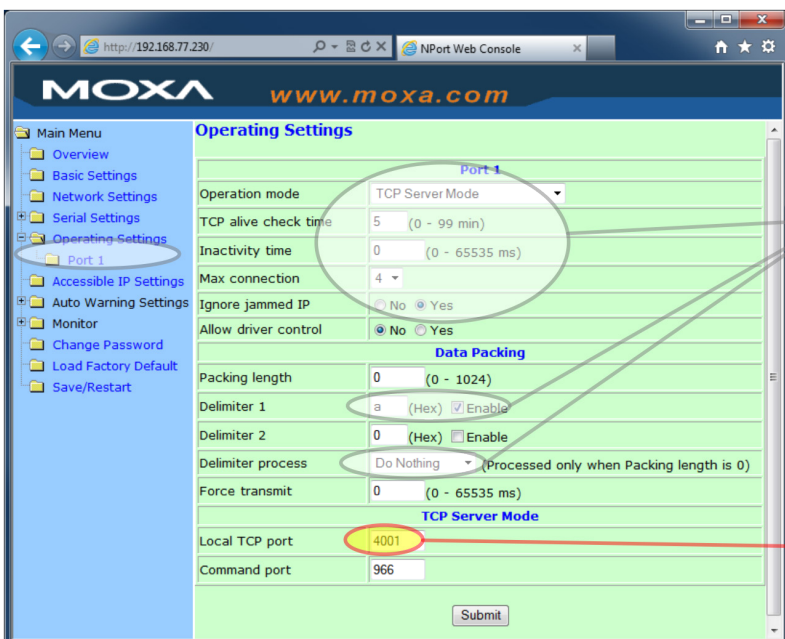 http://192.168.77.230/
NPort Web Console
MOXA www.moxa.com
Main Menu
Overview
Basic Settings
Network Settings
Serial Settings
Operating Settings
Port 1
Accessible IP Settings
Auto Warning Settings
Monitor
Change Password
Load Factory Default
Save/Restart
Operating Settings
Port 1
Operation mode TCP Server Mode
TCP alive check time 5 (0 - 99 min)
Inactivity time 0 (0 - 65535 ms)
Max connection 4
Ignore jammed IP No Yes
Allow driver control No Yes
Data Packing
Packing length 0 (0 - 1024)
Delimiter 1 a (Hex) Enable
Delimiter 2 0 (Hex) Enable
Delimiter process Do Nothing (Processed only when Packing length is 0)
Force transmit 0 (0 - 65535 ms)
TCP Server Mode
Local TCP port 4001
Command port 966
Submit